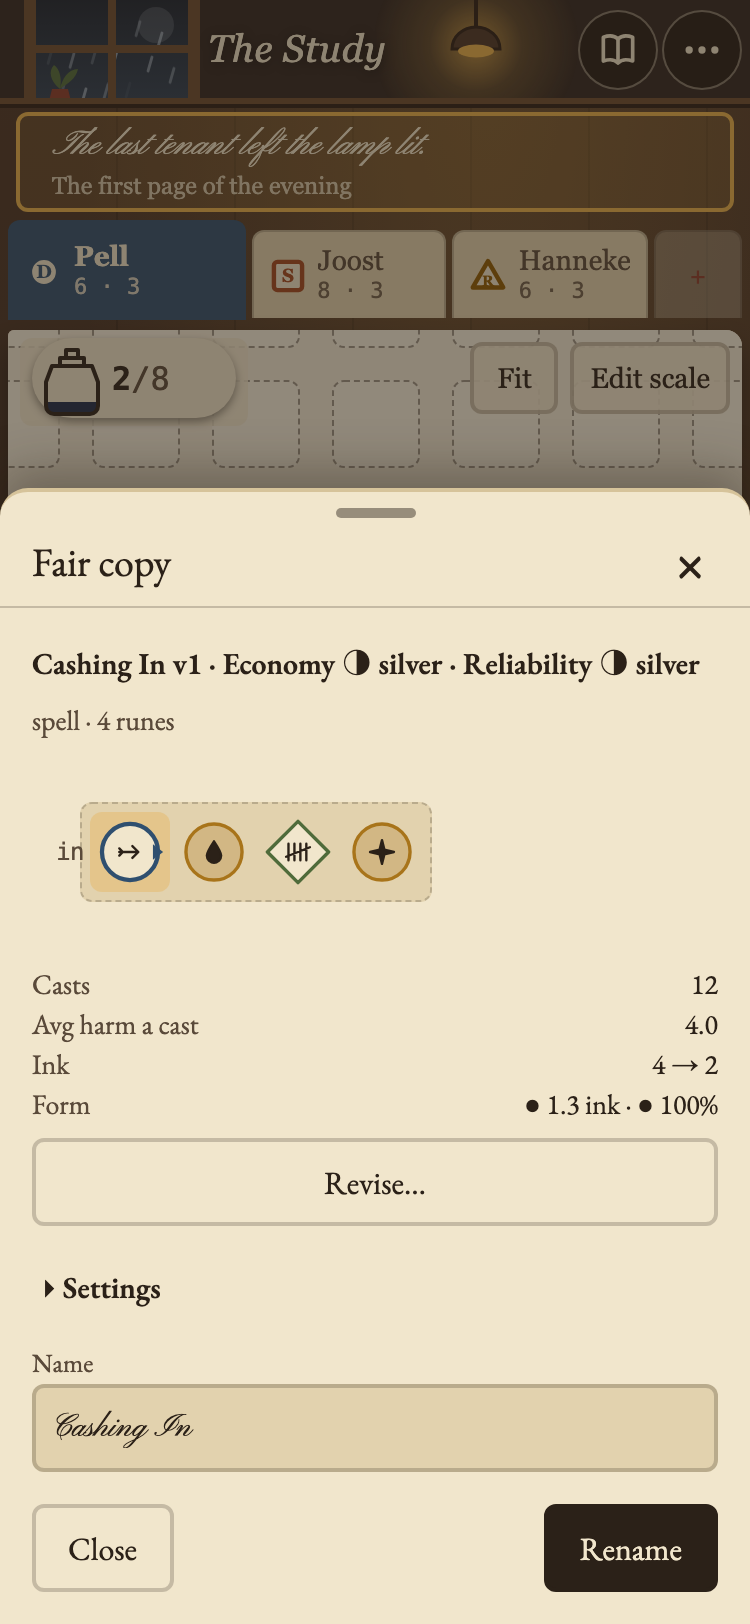 The Study
The last tenant left the lamp lit.
The first page of the evening
D Pell
6 · 3
S Joost
8 · 3
R Hanneke
6 · 3
+
2/8
Fit
Edit scale
Fair copy
Cashing In v1 · Economy ◑ silver · Reliability ◑ silver
spell · 4 runes
in
Casts 12
Avg harm a cast 4.0
Ink 4 → 2
Form ● 1.3 ink · ● 100%
Revise...
Settings
Name
Cashing In
Close
Rename